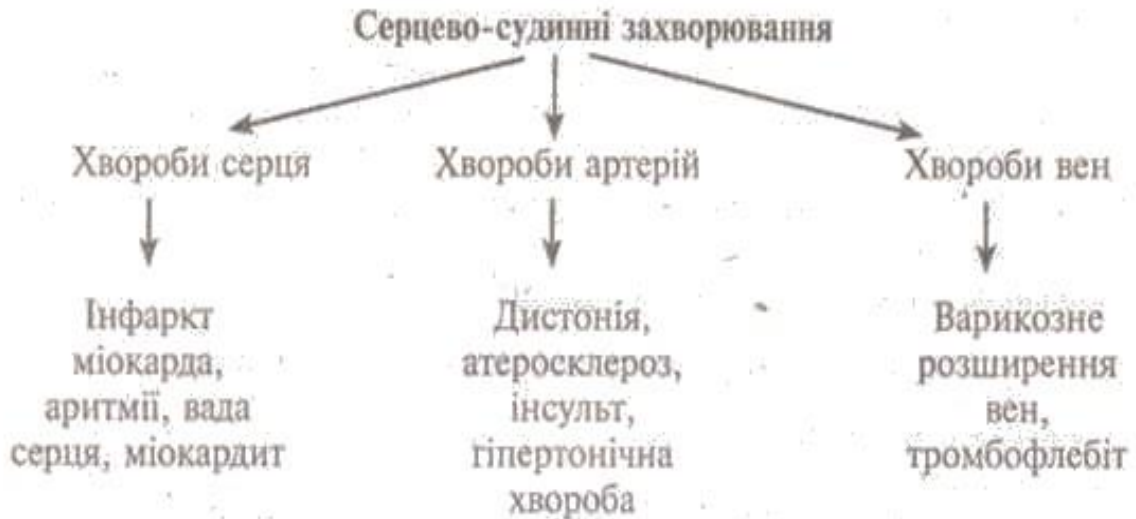 Серцево-судинні захворювання
Хвороби серця
Хвороби артерій
Хвороби вен
Інфаркт
міокарда,
аритмії, вада
серця, міокардит
Дистонія,
атеросклероз,
інсульт,
гіпертонічна
хвороба
Варикозне
розширення
вен,
тромбофлебіт